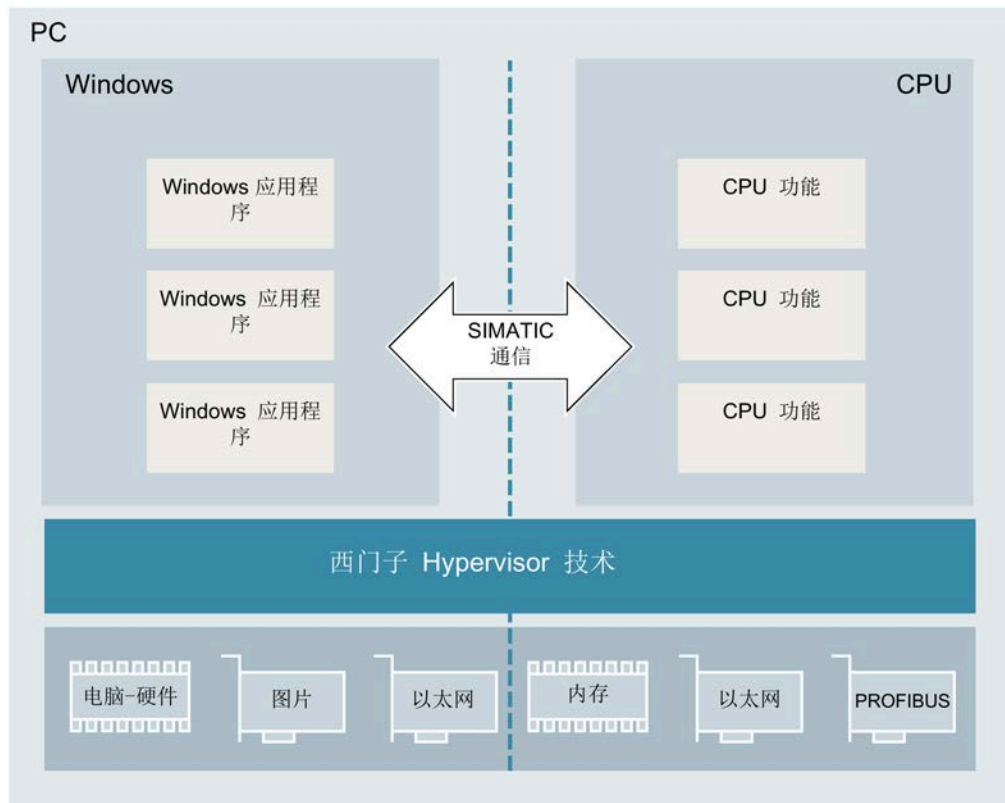 PC
Windows
CPU
Windows 应用程
序
CPU 功能
Windows 应用程
序
CPU 功能
SIMATIC
通信
Windows 应用程
序
CPU 功能
西门子 Hypervisor 技术
电脑-硬件
图片
以太网
内存
以太网
PROFIBUS